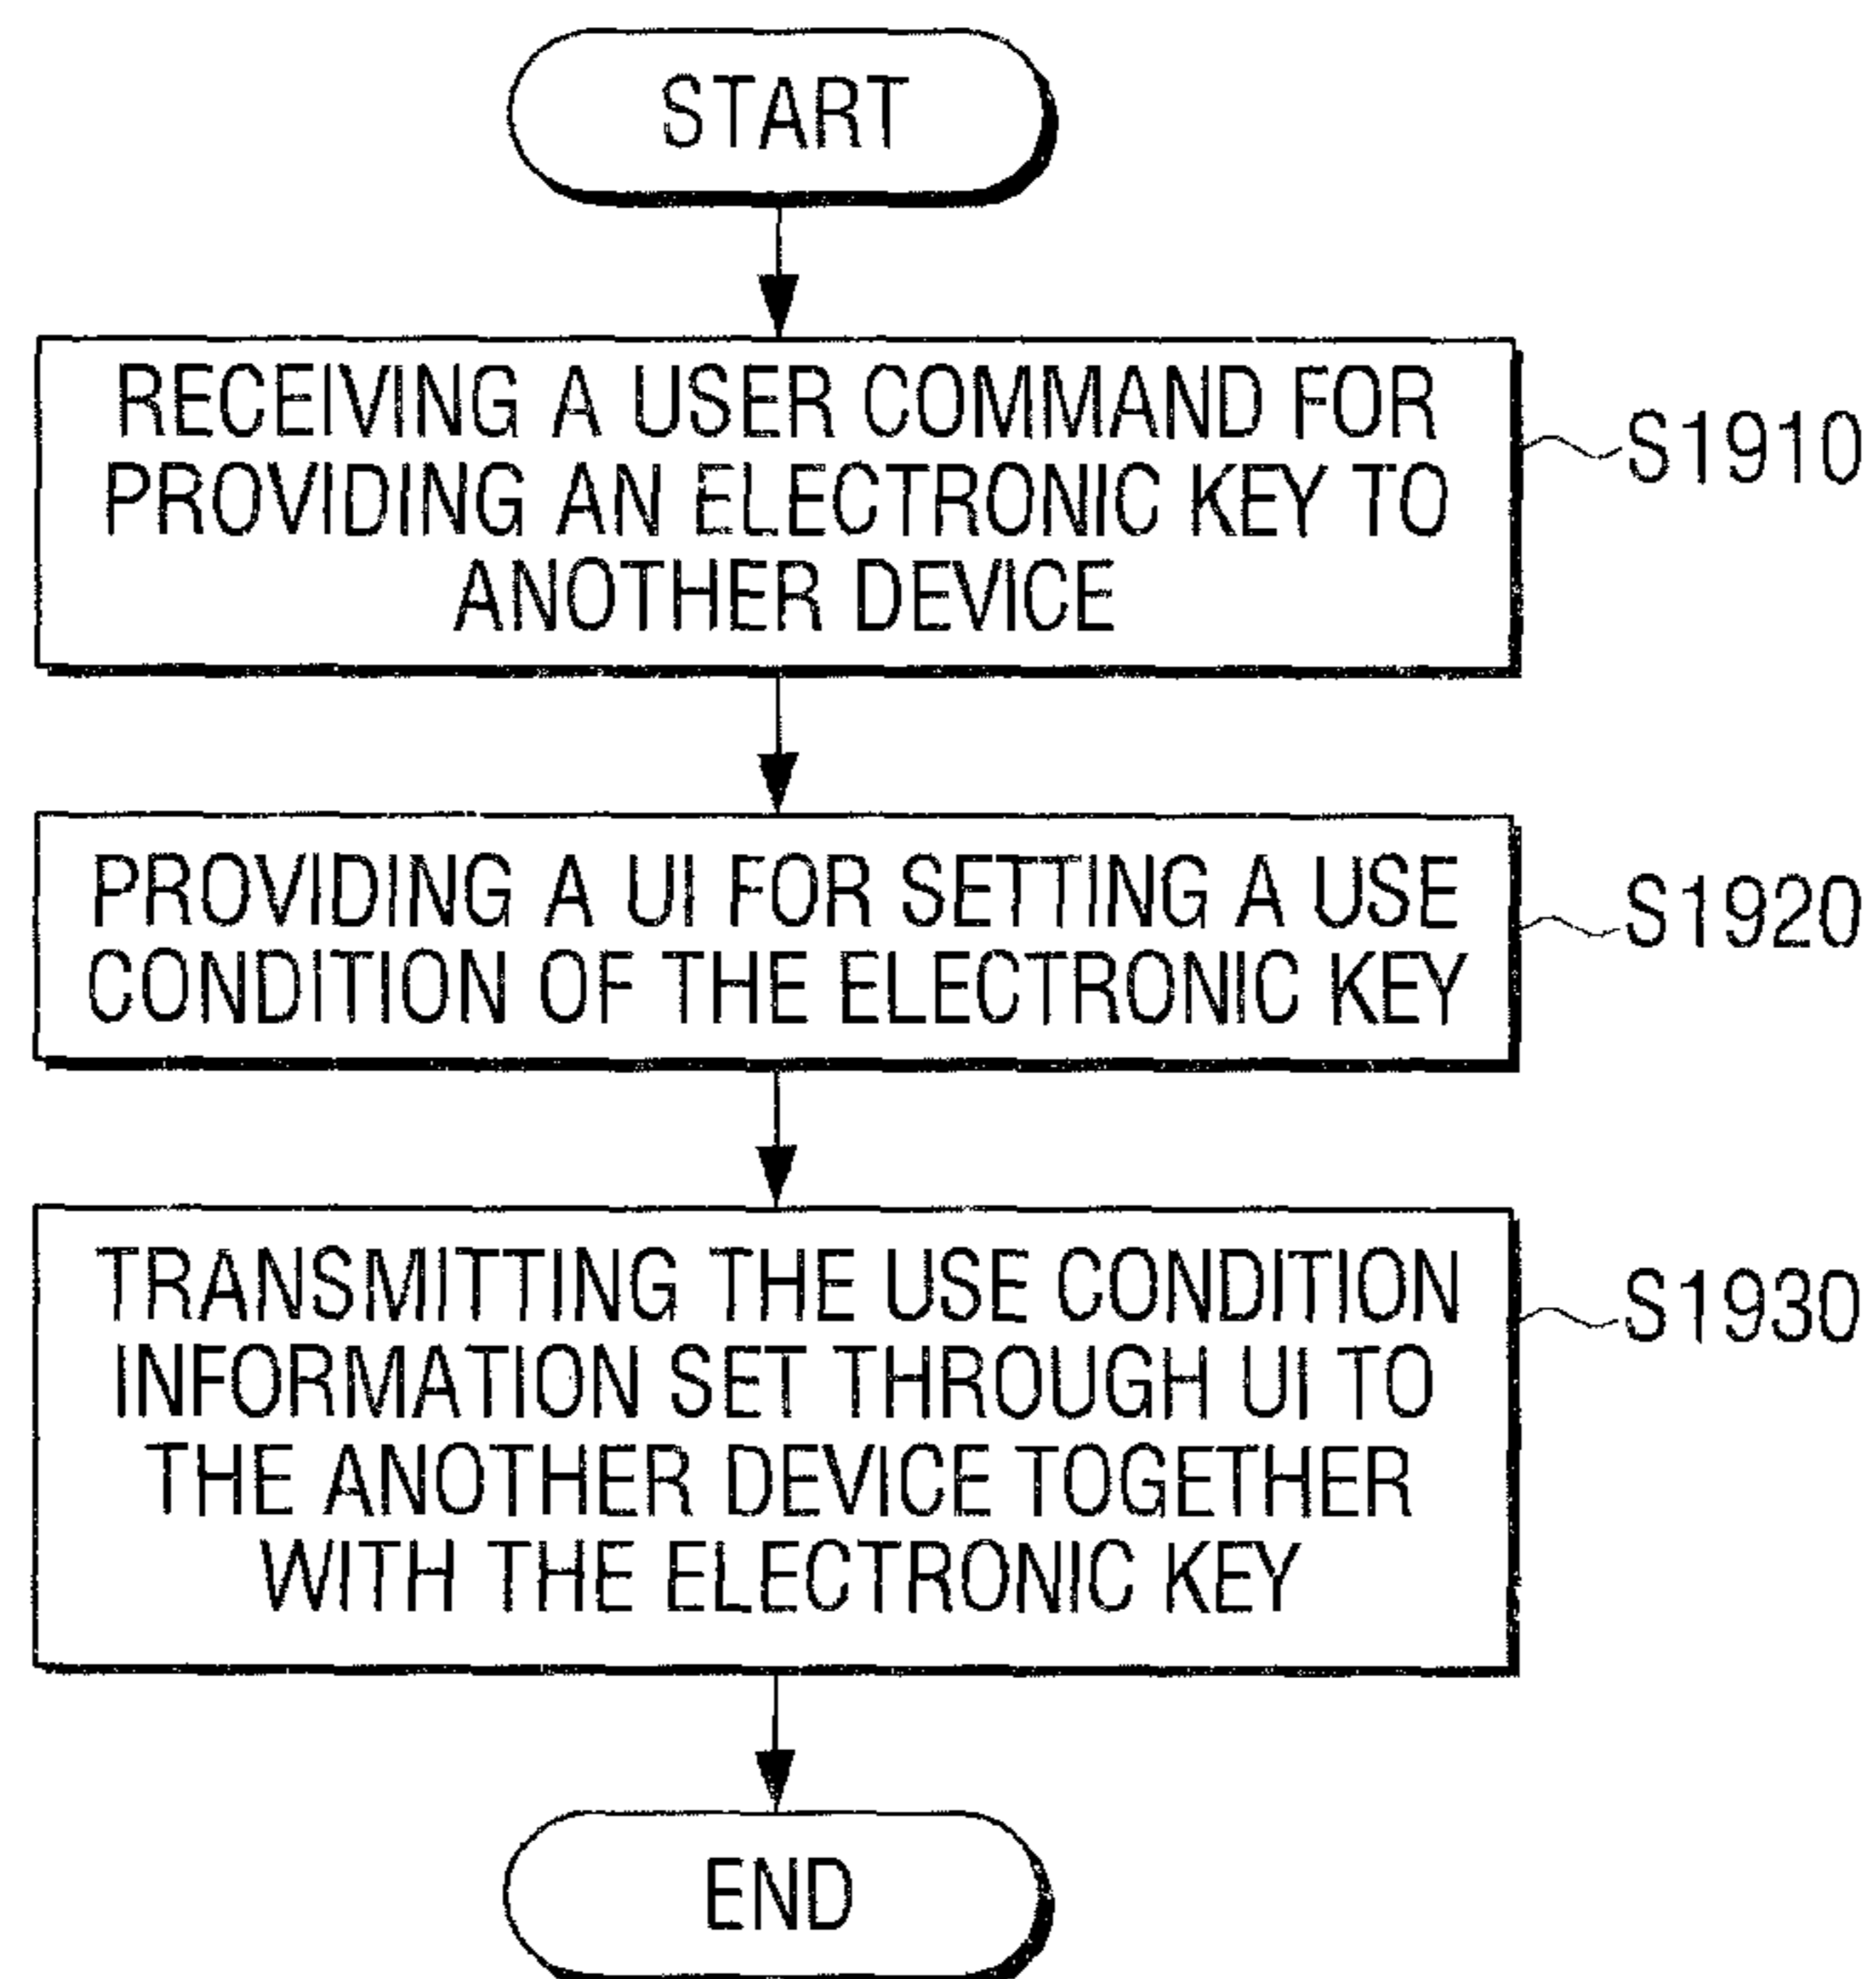 START
RECEIVING A USER COMMAND FOR
PROVIDING AN ELECTRONIC KEY TO
ANOTHER DEVICE
S1910
PROVIDING A UI FOR SETTING A USE
CONDITION OF THE ELECTRONIC KEY
S1920
TRANSMITTING THE USE CONDITION
INFORMATION SET THROUGH UI TO
THE ANOTHER DEVICE TOGETHER
WITH THE ELECTRONIC KEY
S1930
END